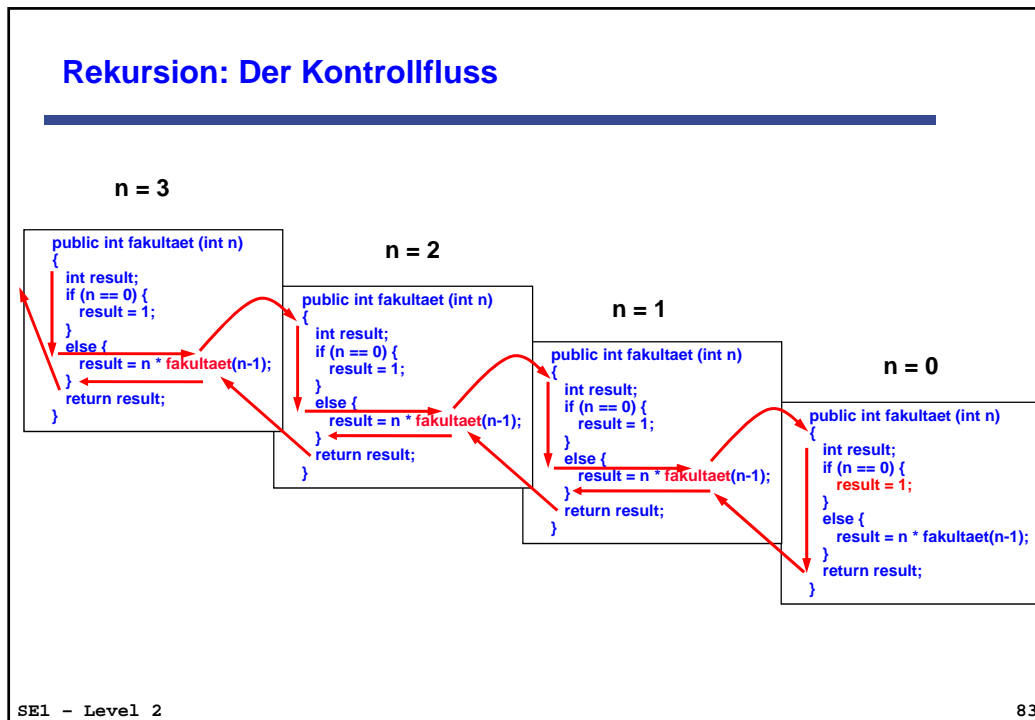 Rekursion: Der Kontrollfluss
n = 3
public int fakultaet (int n)
{
int result;
if (n == 0) {
result = 1;
}
else {
result = n * fakultaet(n-1);
}
return result;
}
n = 2
public int fakultaet (int n)
{
int result;
if (n == 0) {
result = 1;
}
else {
result = n * fakultaet(n-1);
}
return result;
}
n = 1
public int fakultaet (int n)
{
int result;
if (n == 0) {
result = 1;
}
else {
result = n * fakultaet(n-1);
}
return result;
}
n = 0
public int fakultaet (int n)
{
int result;
if (n == 0) {
result = 1;
}
else {
result = n * fakultaet(n-1);
}
return result;
}
SE1 – Level 2
83